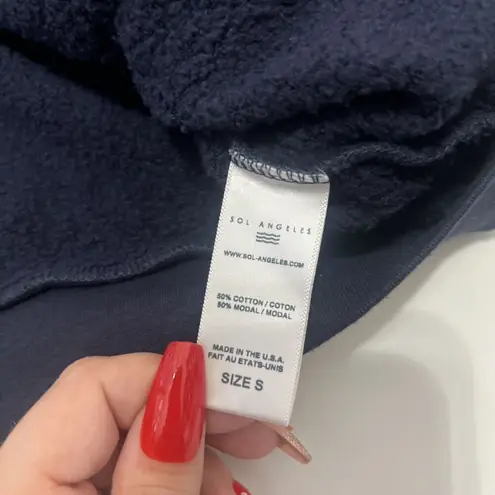 SOL ANGELES
WWW.SOL-ANGELES.COM
50% COTTON / COTON
50% MODAL / MODAL
MADE IN THE U.S.A.
FAIT AU ETATS-UNIS
SIZE S